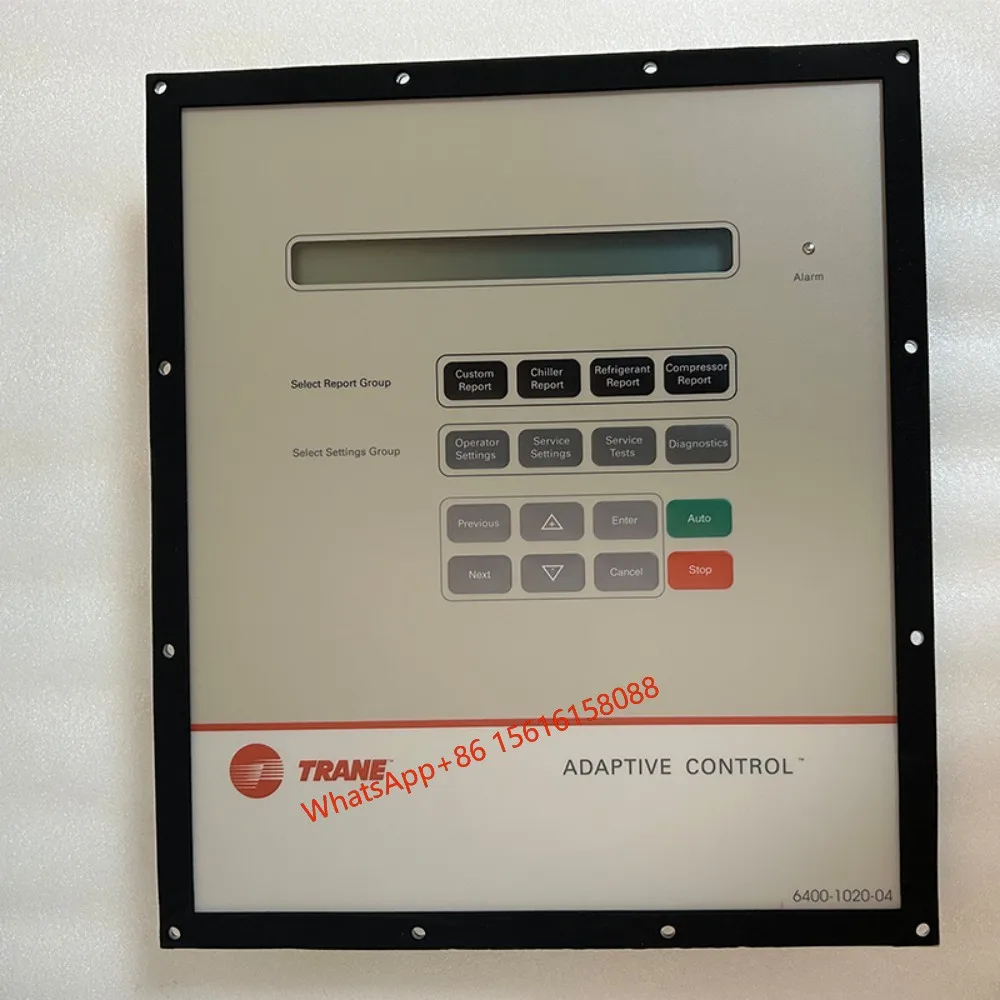 Alarm
Select Report Group
Custom
Report
Chiller
Report
Refrigerant
Report
Compressor
Report
Select Settings Group
Operator
Settings
Service
Settings
Service
Tests
Diagnostics
Previous
+
Enter
Auto
Next
-
Cancel
Stop
TRANE™
ADAPTIVE CONTROL™
WhatsApp+86 15616158088
6400-1020-04